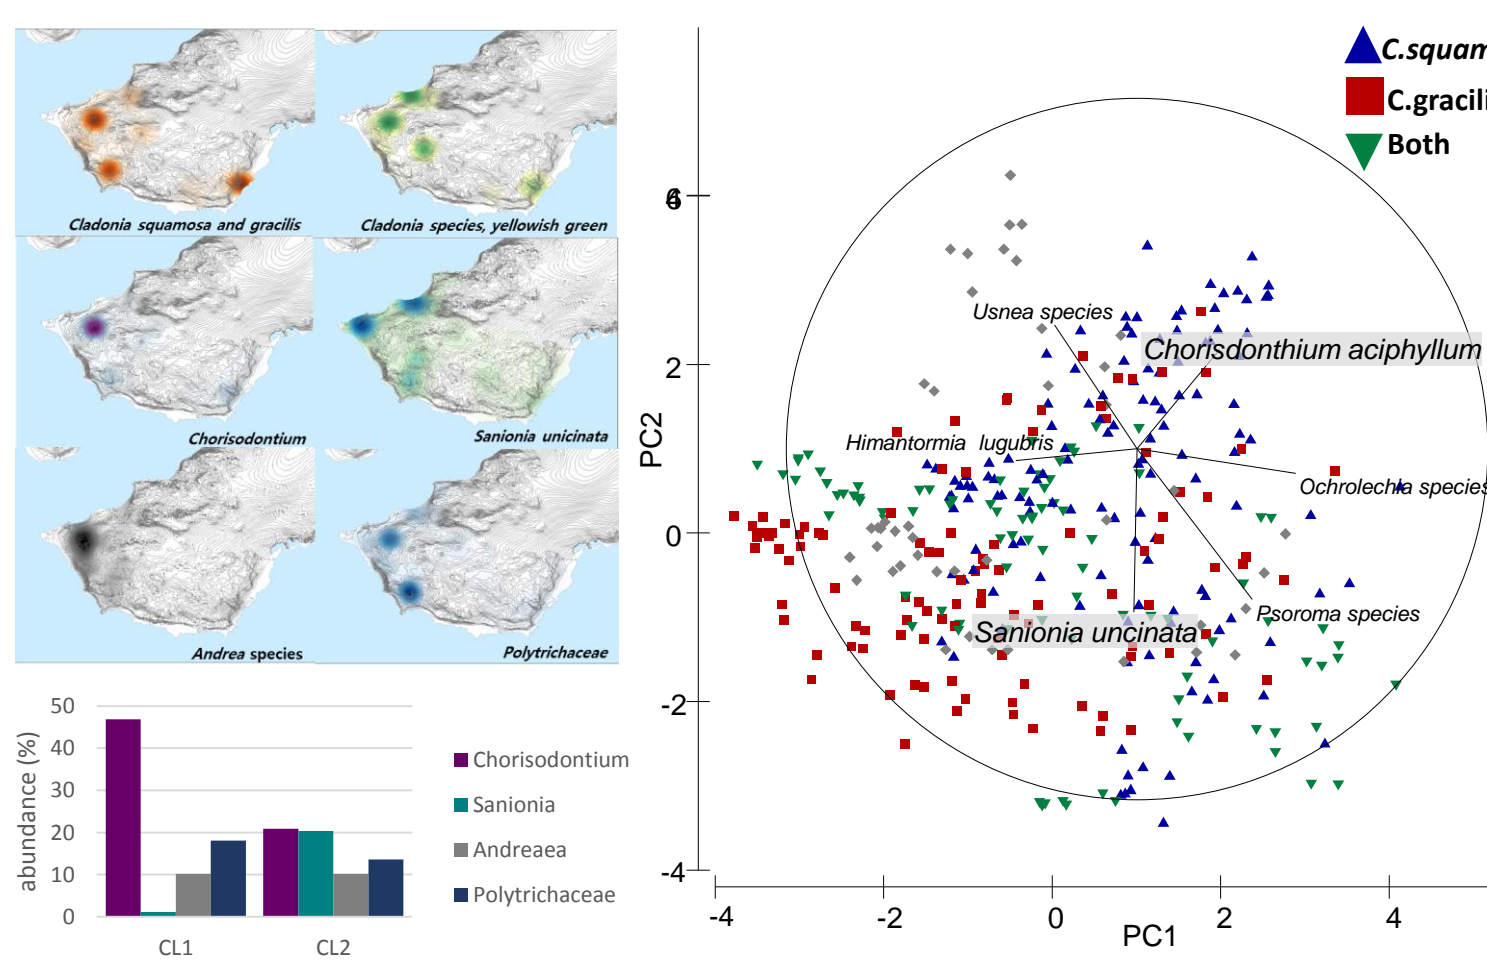 Cladonia squamosa and gracilis
Cladonia species, yellowish green
Chorisodontium
Sanionia unicinata
Andrea species
Polytrichaceae
50
40
30
20
10
0
abundance (%)
CL1
CL2
Chorisodontium
Sanionia
Andreaea
Polytrichaceae
C.squam
C.gracili
Both
4
2
0
-2
-4
PC2
Usnea species
Chorisdonthium aciphyllum
Himantormia lugubris
Ochrolechia species
Psoroma species
Sanionia uncinata
-4
-2
0
2
4
PC1